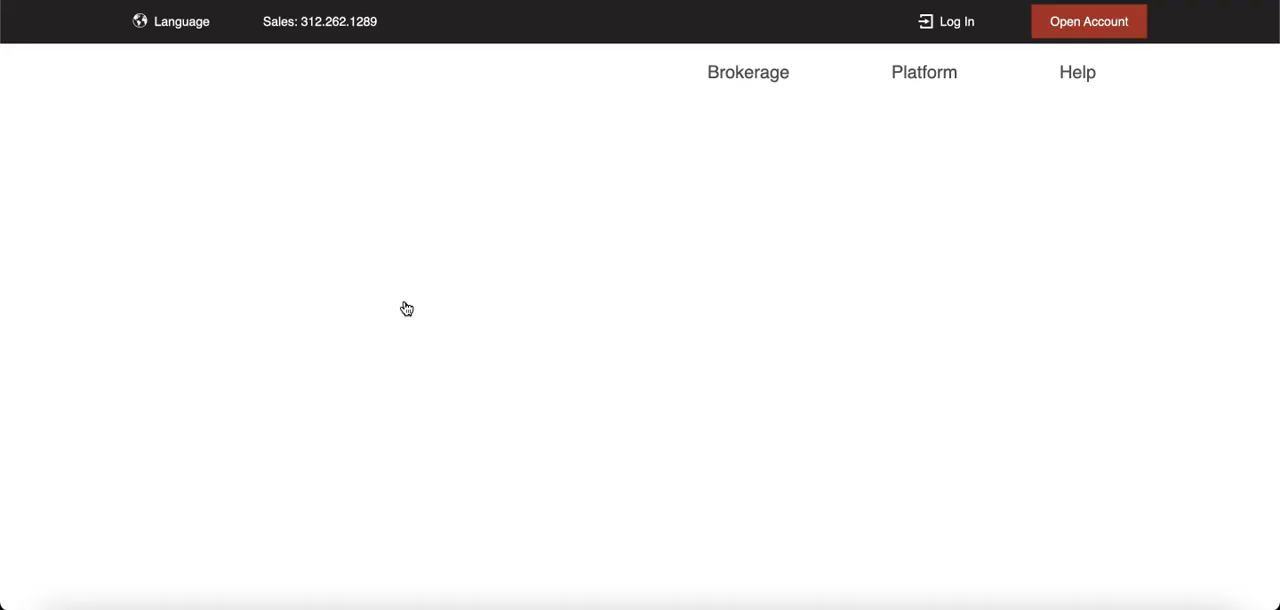 Language Sales: 312.262.1289 Log In Open Account
Brokerage Platform Help